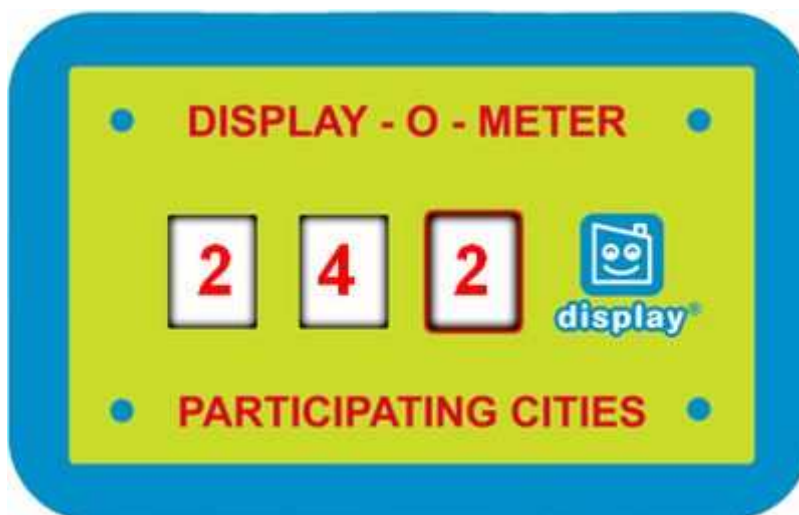 DISPLAY - O - METER
2 4 2
display®
PARTICIPATING CITIES